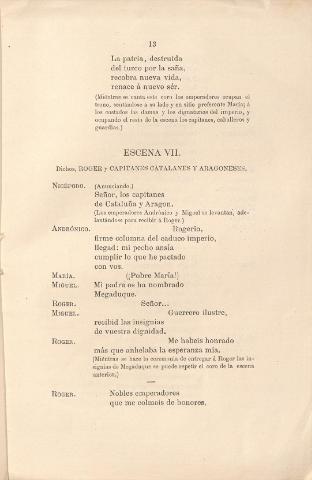 13
La patria, destruida
del turco por la saña,
recobra nueva vida,
renace á nuevo sér.
(Miéntras se canta este coro los emperadores ocupan el
trono, sentándose á su lado y en sitio preferente María; á
los costados las damas y los dignatarios del imperio, y
ocupando el resto de la escena los capitanes, caballeros y
guardias.)
ESCENA VII.
Dichos, ROGER y CAPITANES CATALANES Y ARAGONESES.
NICÉFORO. (Anunciando.)
Señor, los capitanes
de Cataluña y Aragon.
(Los emperadores Andrónico y Miguel se levantan, ade-
lantándose para recibir á Roger.)
ANDRÓNICO. Rogerio,
firme columna del caduco imperio,
llegad: mi pecho ansía
cumplir lo que he pactado
con vos.
MARÍA. (¡Pobre María!)
MIGUEL. Mi padre os ha nombrado
Megaduque.
ROGER. Señor...
MIGUEL. Guerrero ilustre,
recibid las insignias
de vuestra dignidad.
ROGER. Me habeis honrado
más que anhelaba la esperanza mia.
(Miéntras se hace la ceremonia de entregar á Roger las in-
signias de Megaduque se puede repetir el coro de la escena
anterior.)
ROGER. Nobles emperadores
que me colmais de honores,